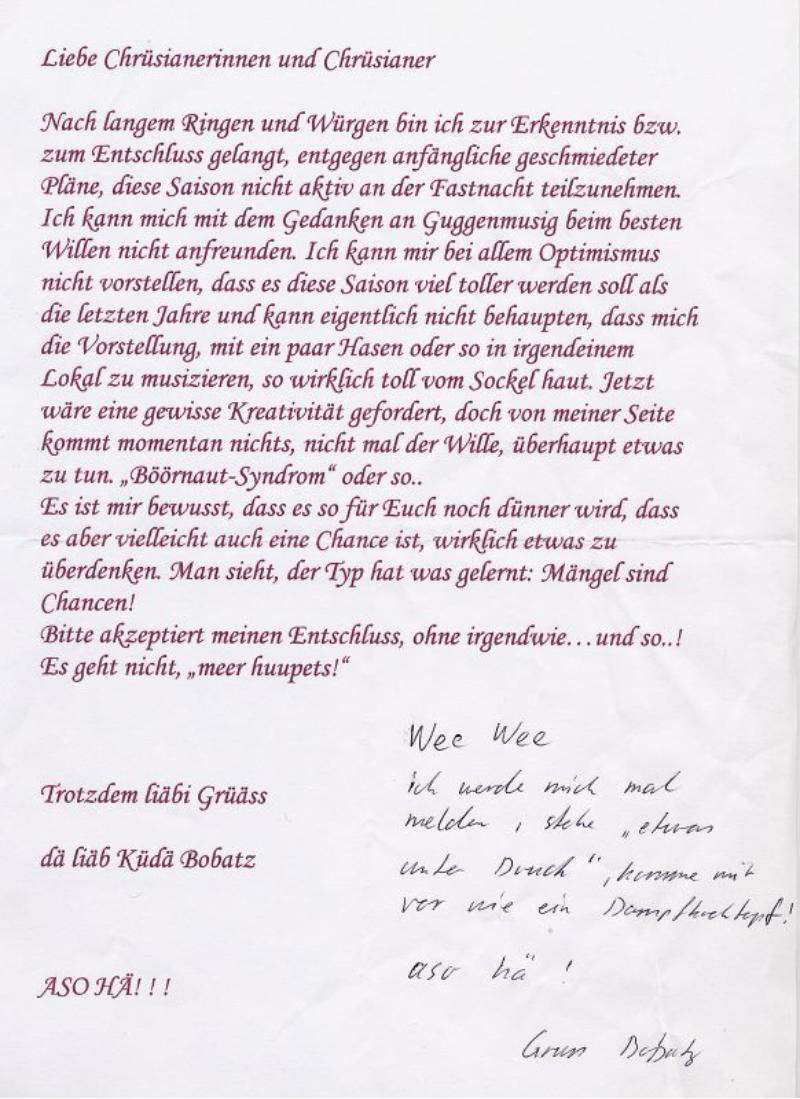 Liebe Chrüsianerinnen und Chrüsianer
Nach langem Ringen und Würgen bin ich zur Erkenntnis bzw.
zum Entschluss gelangt, entgegen anfängliche geschmiedeter
Pläne, diese Saison nicht aktiv an der Fastnacht teilzunehmen.
Ich kann mich mit dem Gedanken an Guggenmusig beim besten
Willen nicht anfreunden. Ich kann mir bei allem Optimismus
nicht vorstellen, dass es diese Saison viel toller werden soll als
die letzten Jahre und kann eigentlich nicht behaupten, dass mich
die Vorstellung, mit ein paar Hasen oder so in irgendeinem
Lokal zu musizieren, so wirklich toll vom Sockel haut. Jetzt
wäre eine gewisse Kreativität gefordert, doch von meiner Seite
kommt momentan nichts, nicht mal der Wille, überhaupt etwas
zu tun. „Böörnaut-Syndrom“ oder so..
Es ist mir bewusst, dass es so für Euch noch dünner wird, dass
es aber vielleicht auch eine Chance ist, wirklich etwas zu
überdenken. Man sieht, der Typ hat was gelernt: Mängel sind
Chancen!
Bitte akzeptiert meinen Entschluss, ohne irgendwie…und so..!
Es geht nicht, „meer huupets!“
Trotzdem liäbi Grüäss
dä liäb Küdä Bobatz
ASO HÄ! ! !
Wee Wee
ich werde mich mal
melden, stehe „etwas
unter Druck“, komme mir
vor wie ein Dampfkochtopf!
aso hä !
Gruss Bobatz